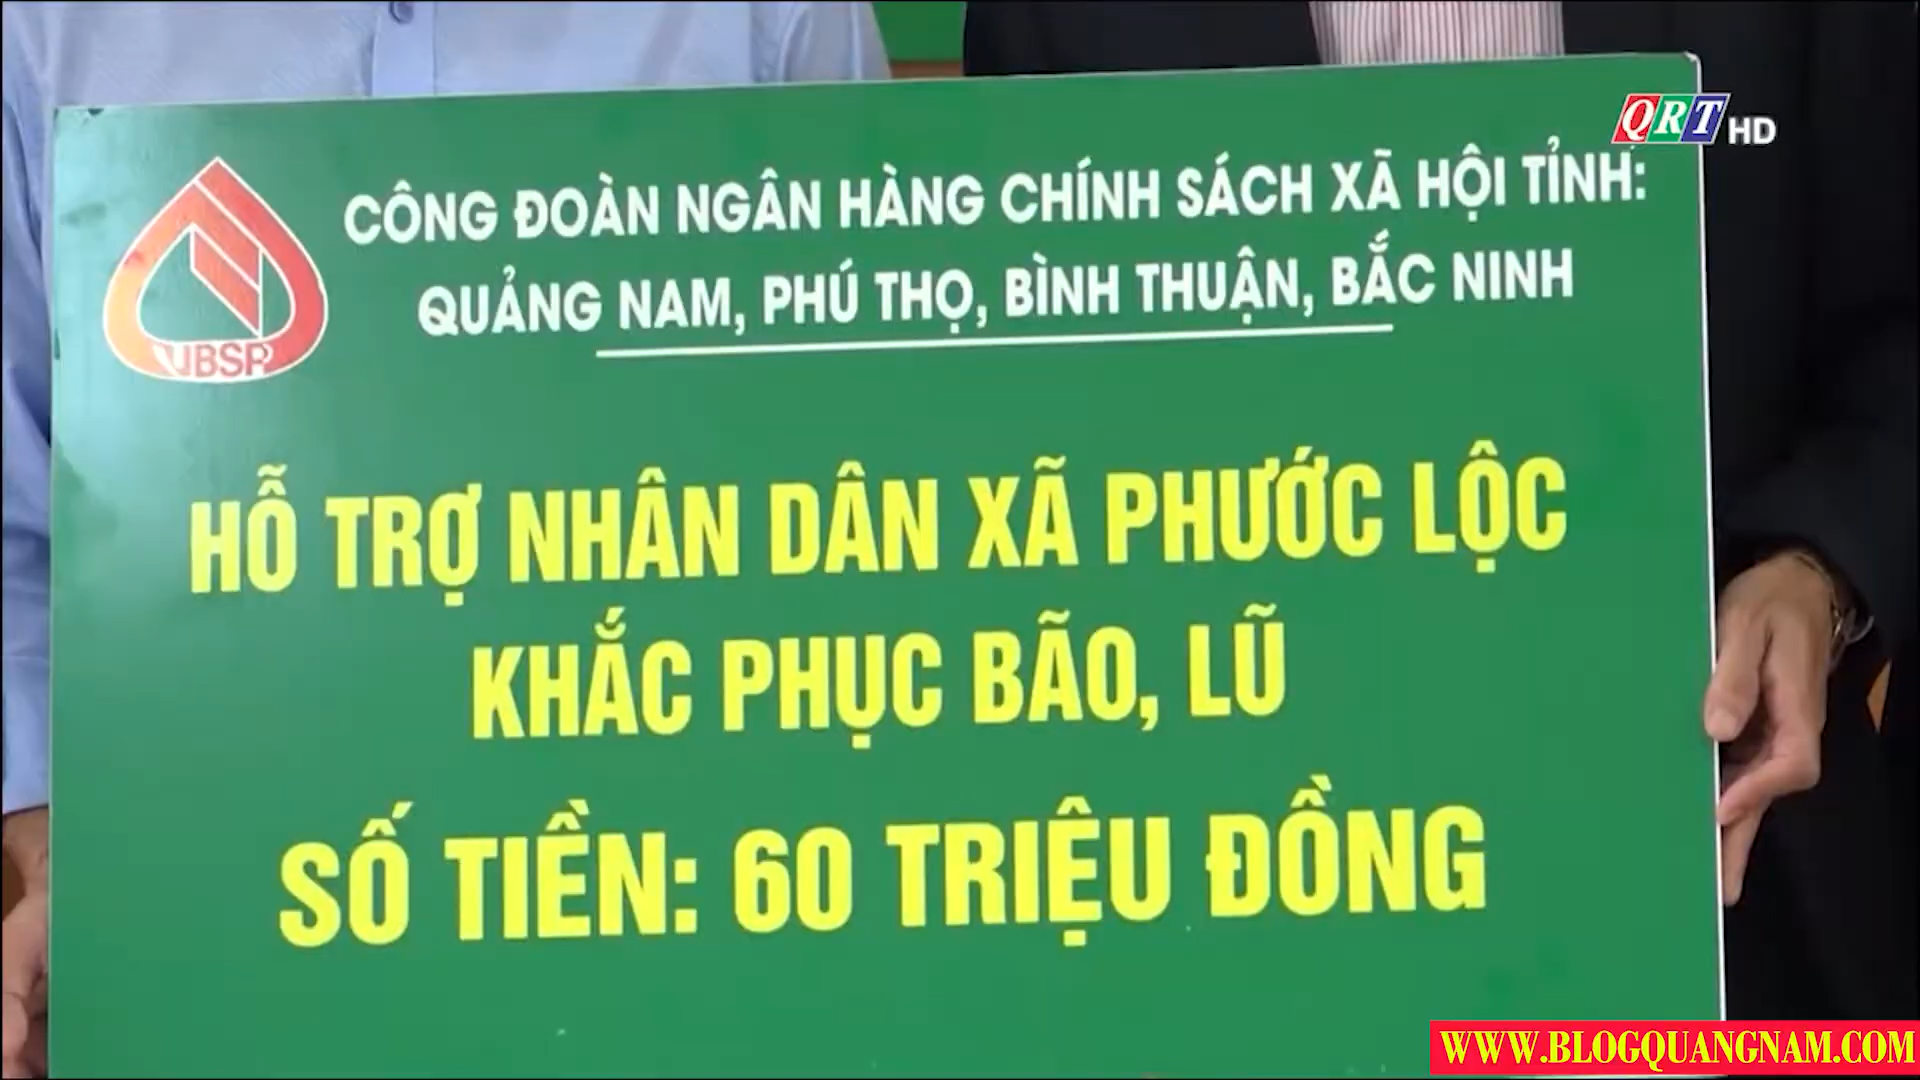 QRT HD
CÔNG ĐOÀN NGÂN HÀNG CHÍNH SÁCH XÃ HỘI TỈNH:
QUẢNG NAM, PHÚ THỌ, BÌNH THUẬN, BẮC NINH
VBSP
HỖ TRỢ NHÂN DÂN XÃ PHƯỚC LỘC
KHẮC PHỤC BÃO, LŨ
SỐ TIỀN: 60 TRIỆU ĐỒNG
WWW.BLOGQUANGNAM.COM